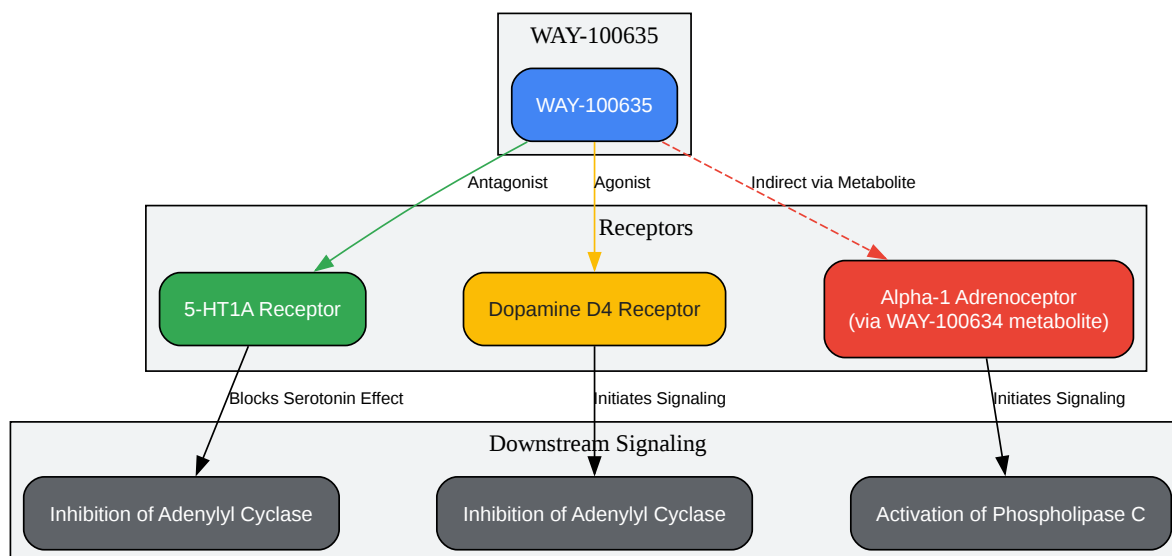 WAY-100635
WAY-100635
Antagonist
Agonist
Indirect via Metabolite
Receptors
5-HT1A Receptor
Dopamine D4 Receptor
Alpha-1 Adrenoceptor
(via WAY-100634 metabolite)
Blocks Serotonin Effect
Initiates Signaling
Initiates Signaling
Downstream Signaling
Inhibition of Adenylyl Cyclase
Inhibition of Adenylyl Cyclase
Activation of Phospholipase C